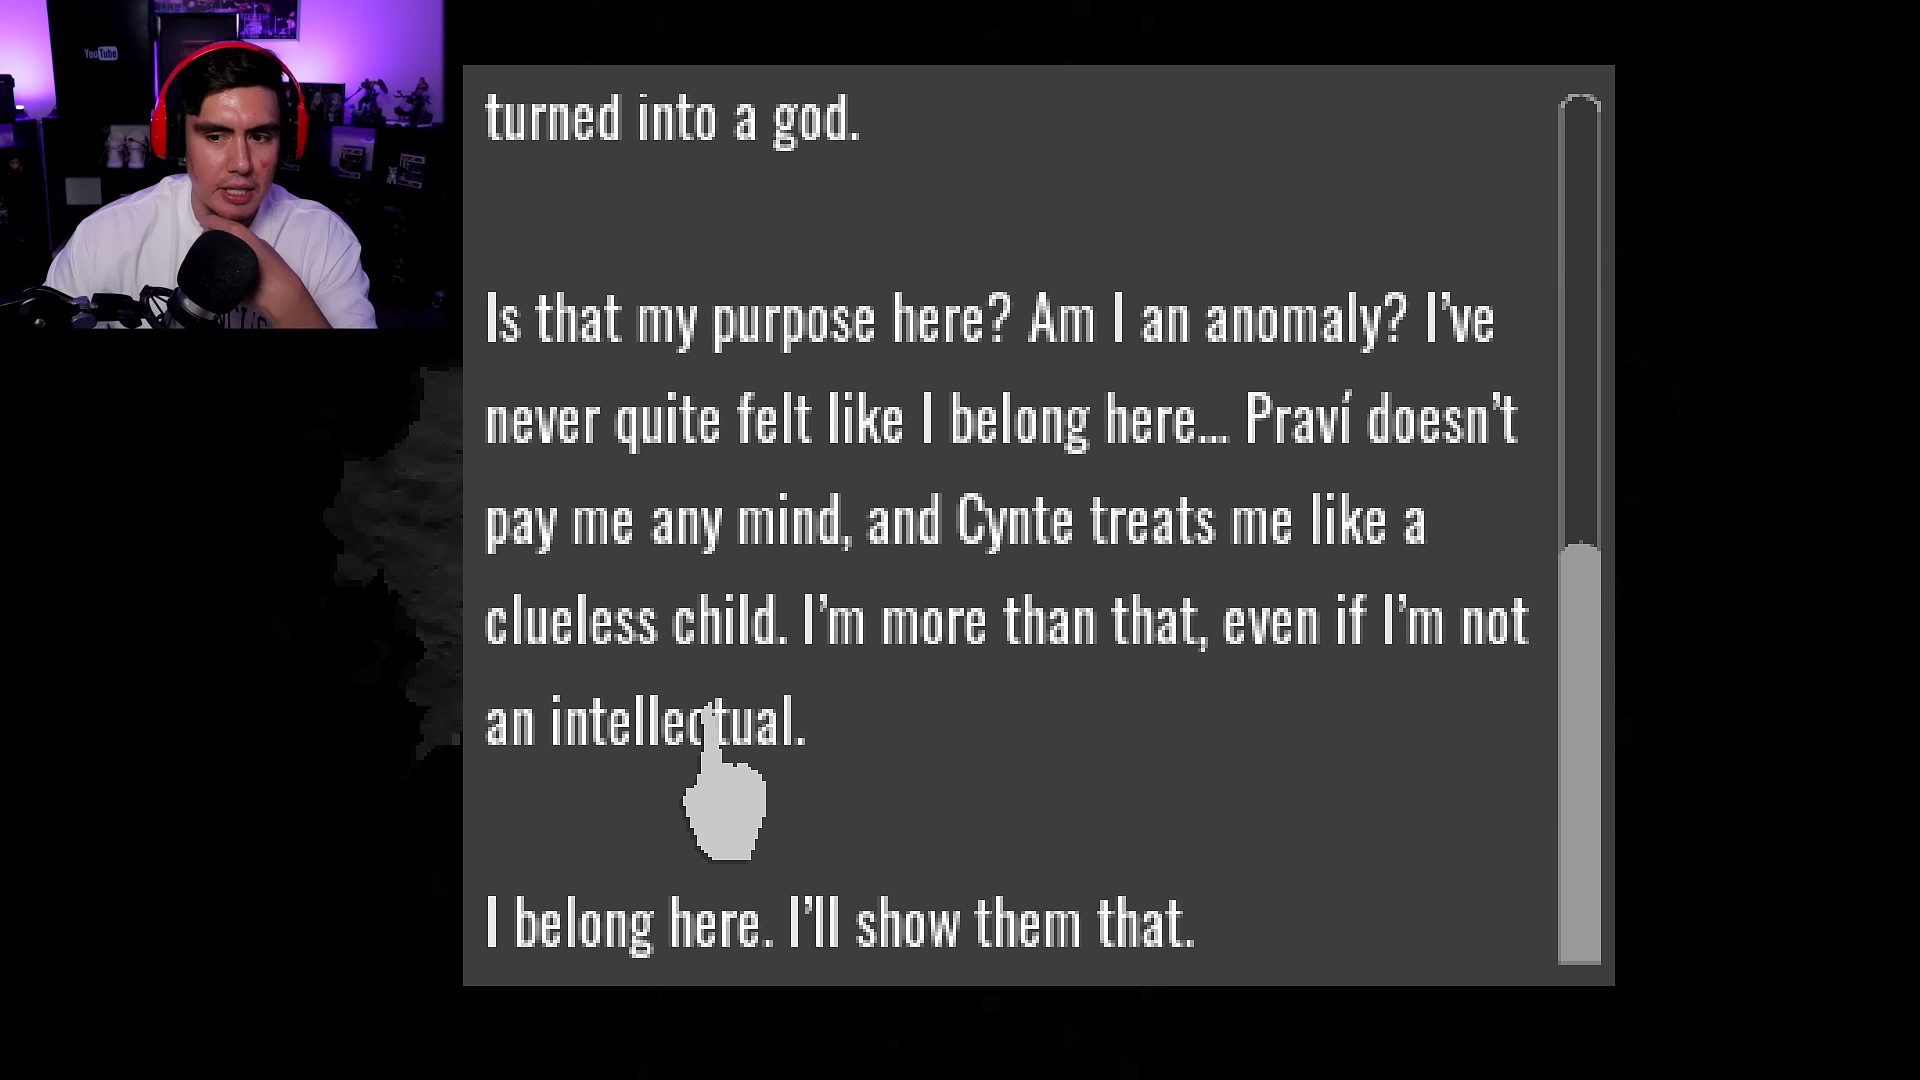 YouTube
turned into a god.
Is that my purpose here? Am I an anomaly? I've
never quite felt like I belong here... Praví doesn't
pay me any mind, and Cynte treats me like a
clueless child. I'm more than that, even if I'm not
an intellectual.
I belong here. I'll show them that.